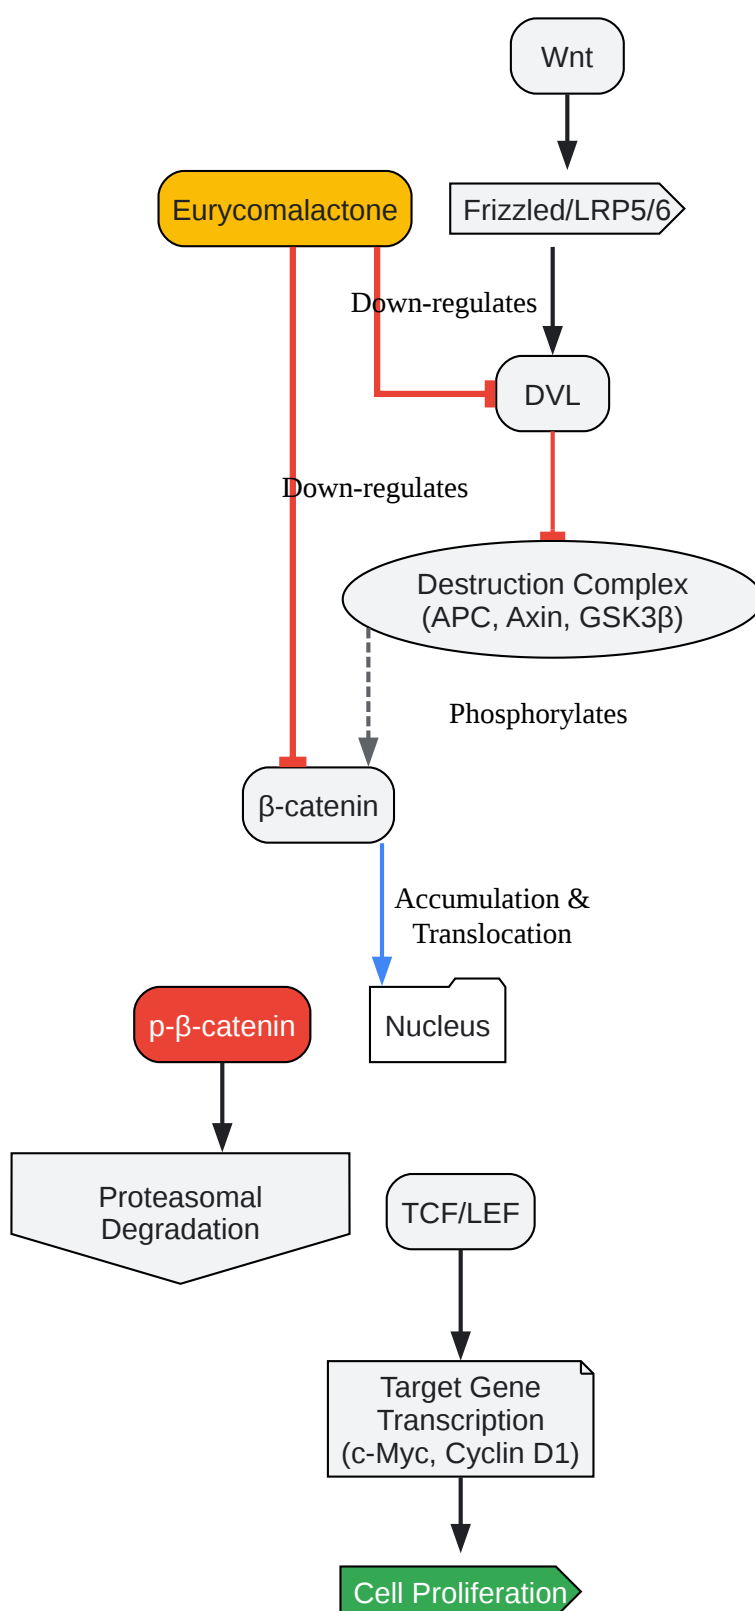 Wnt
Eurycomalactone
Frizzled/LRP5/6
Down-regulates
DVL
Down-regulates
Destruction Complex
(APC, Axin, GSK3β)
Phosphorylates
β-catenin
Accumulation &
Translocation
p-β-catenin
Nucleus
Proteasomal
Degradation
TCF/LEF
Target Gene
Transcription
(c-Myc, Cyclin D1)
Cell Proliferation